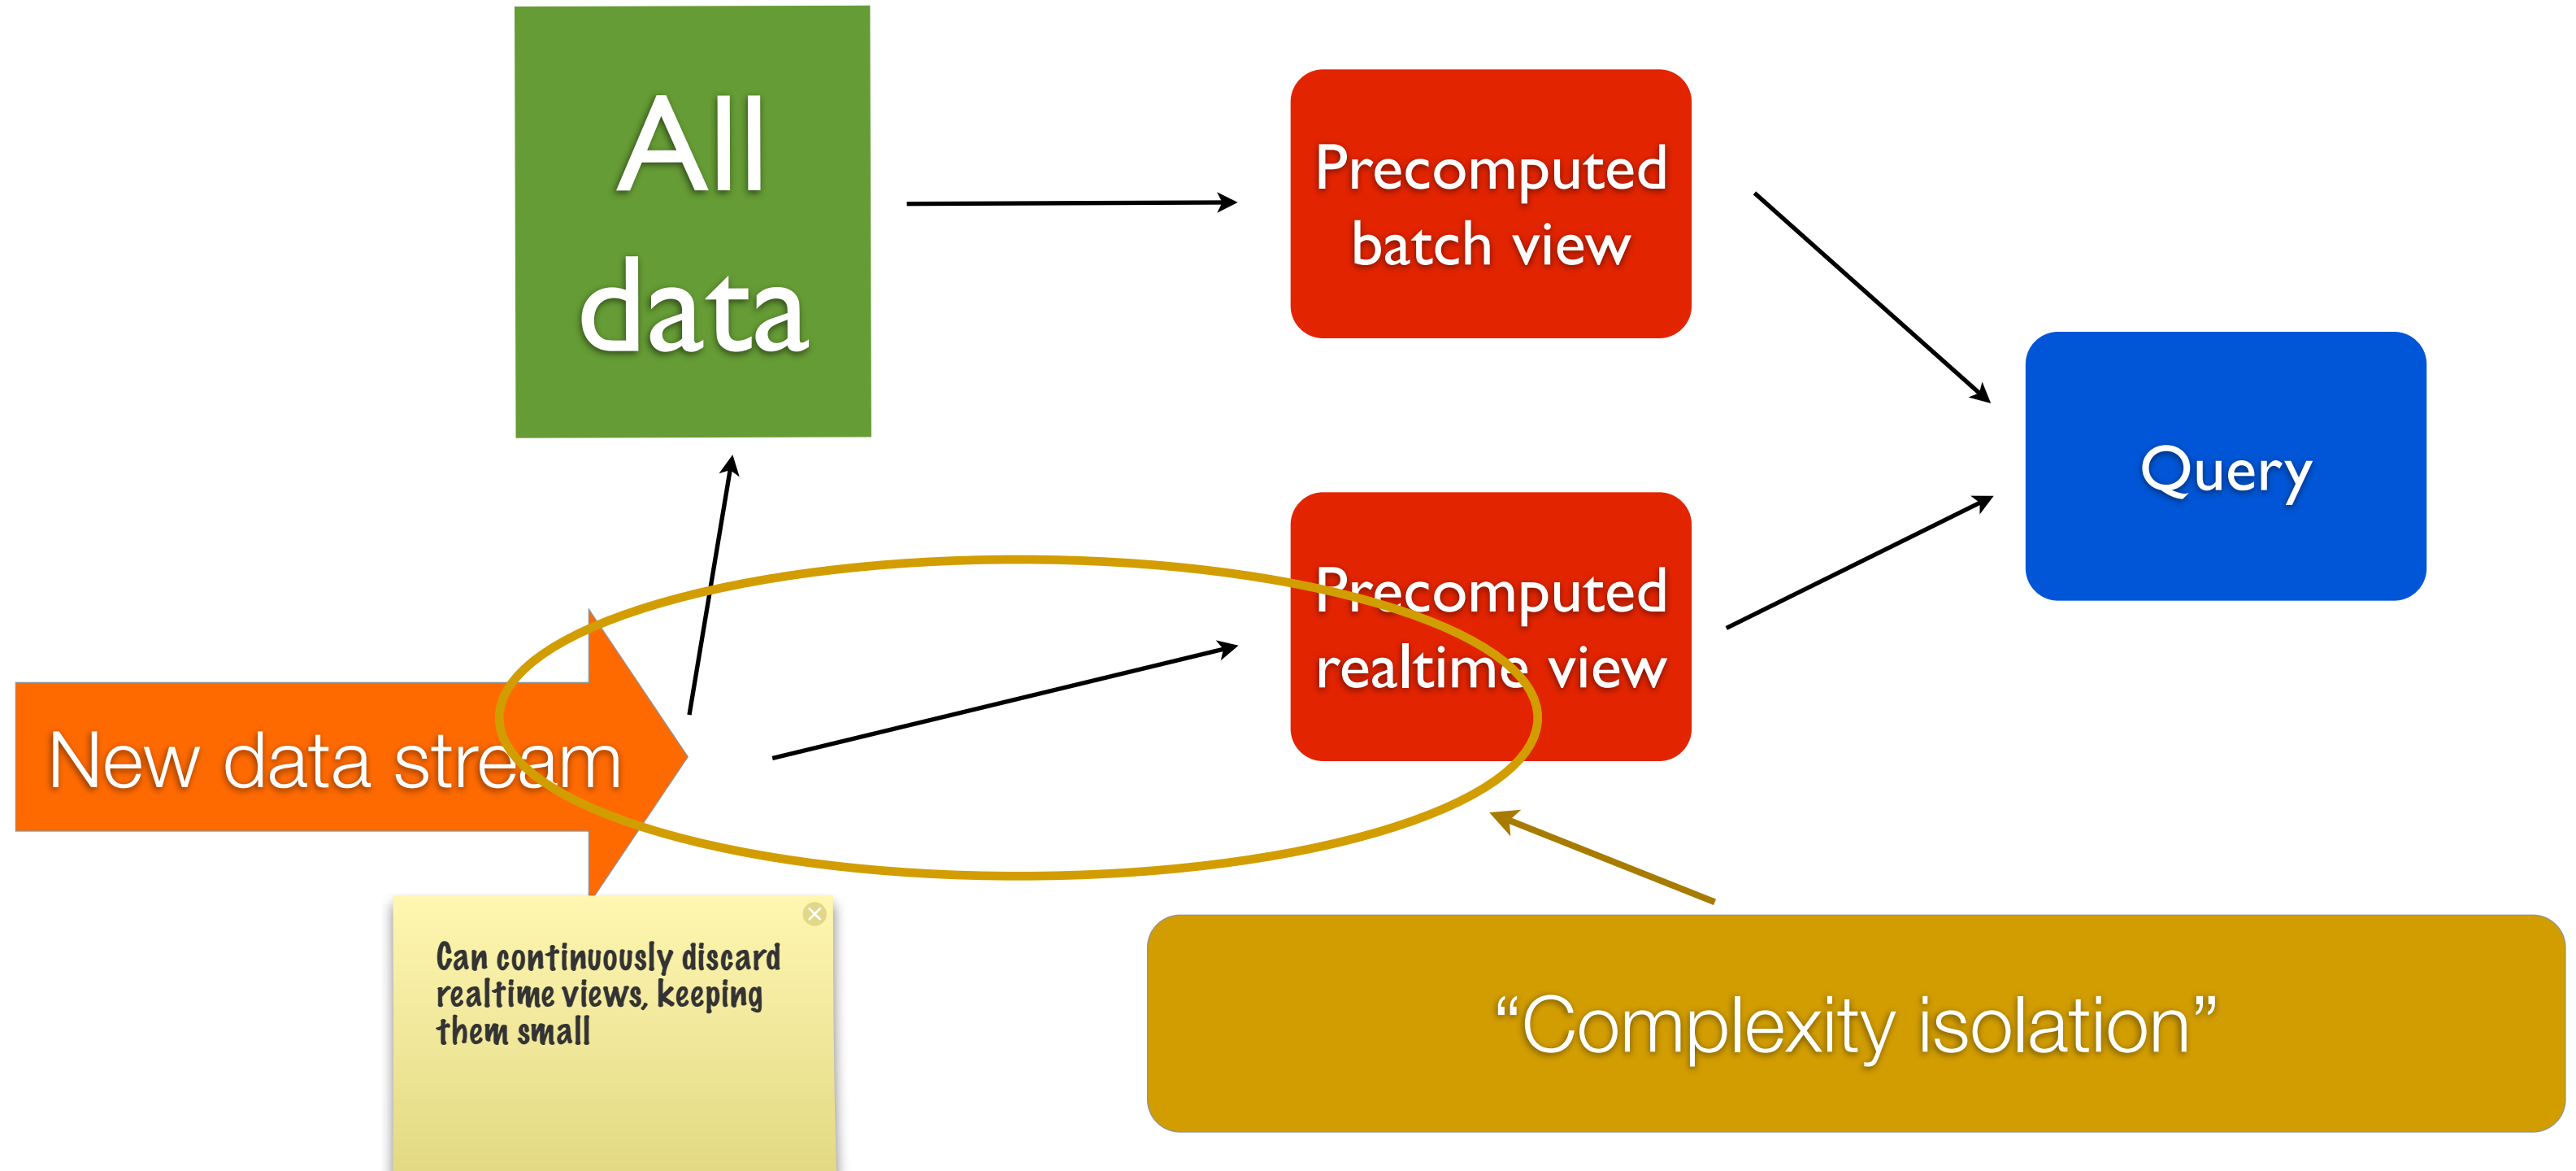 All
data
Precomputed
batch view
Query
Precomputed
realtime view
New data stream
Can continuously discard
realtime views, keeping
them small
“Complexity isolation”